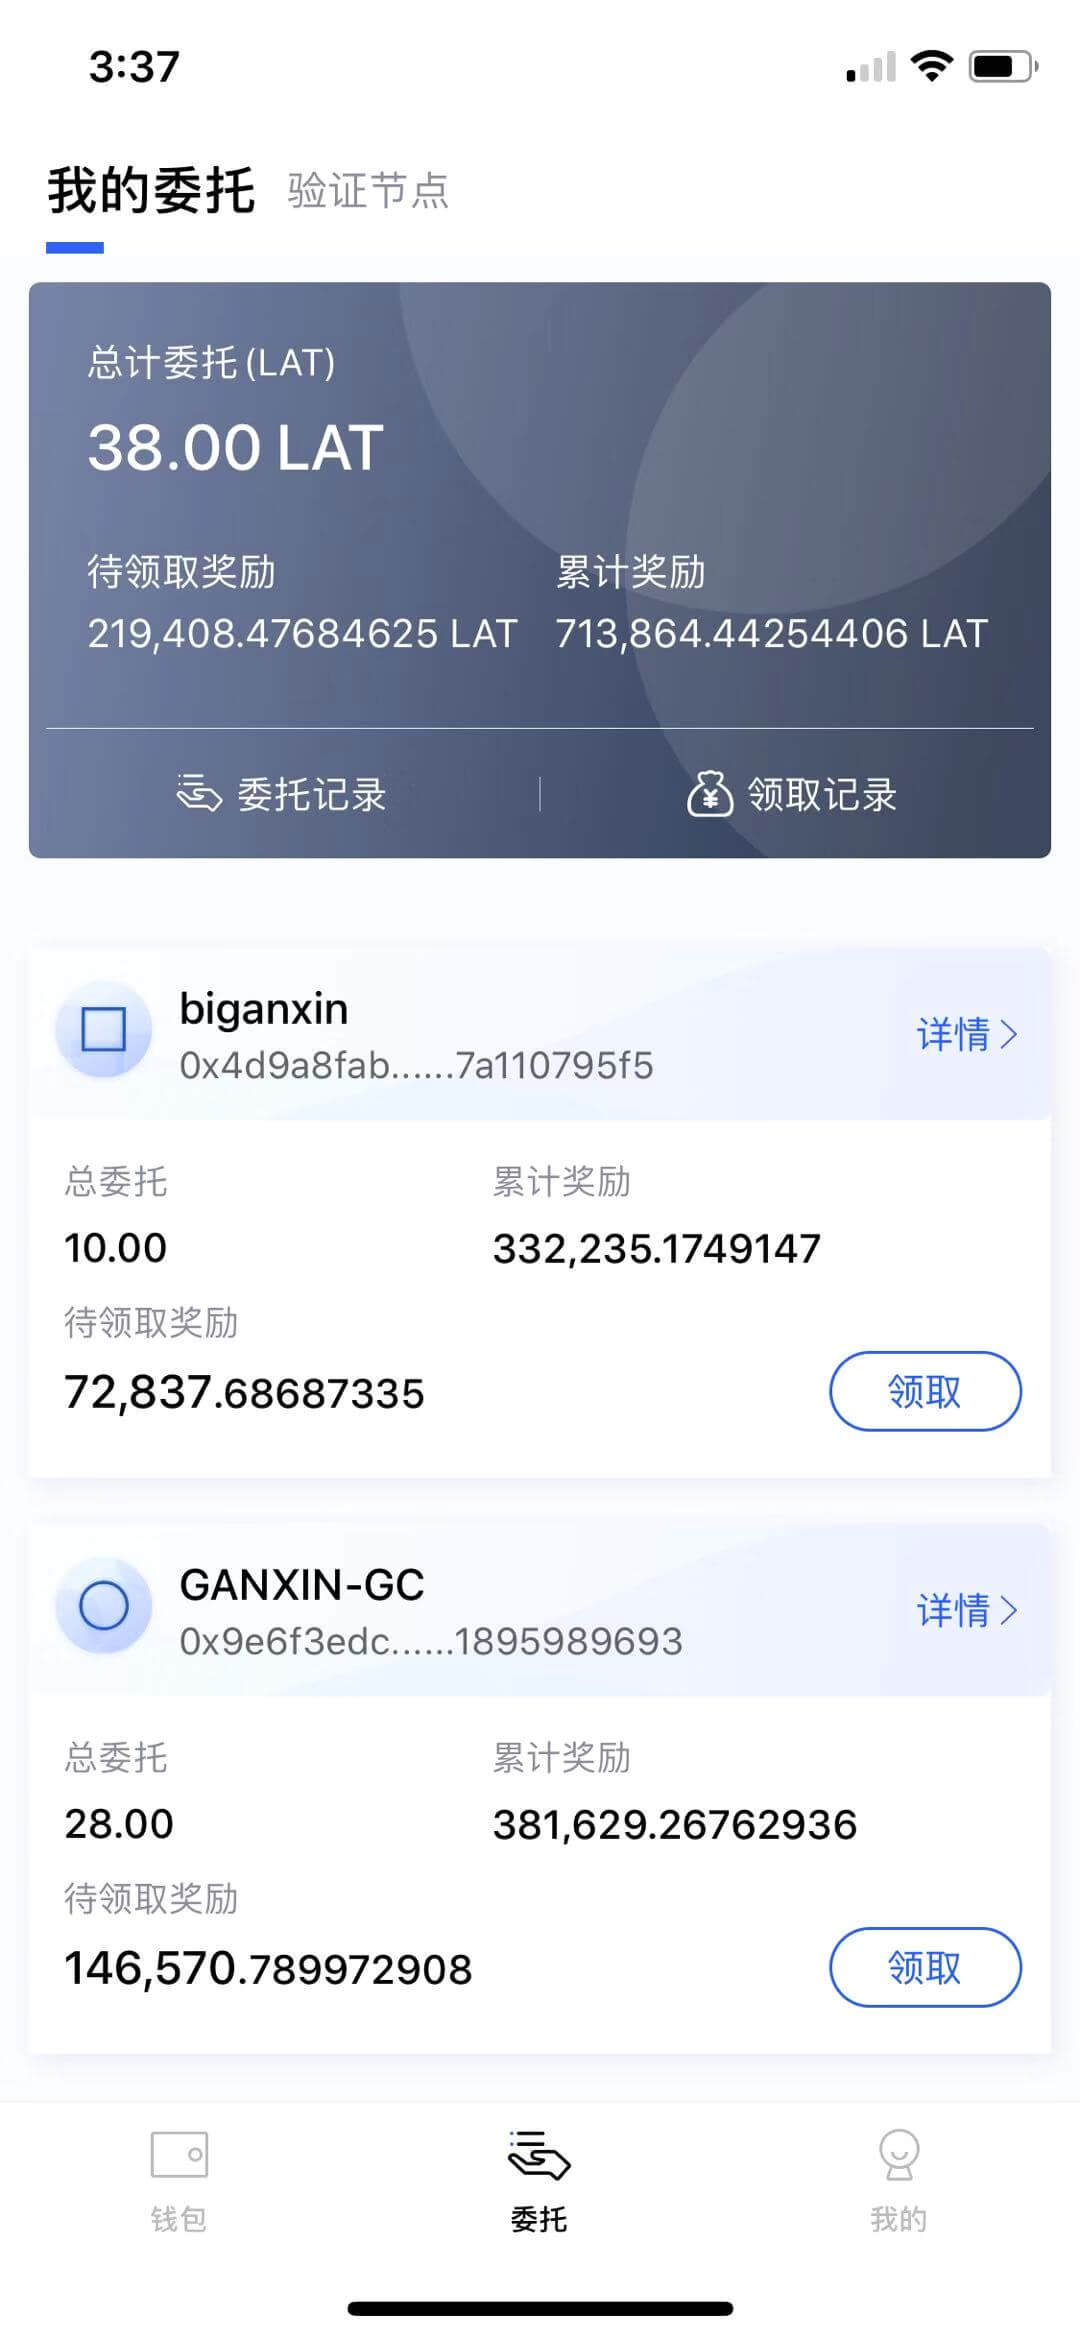 3:37
我的委托 验证节点
总计委托(LAT)
38.00 LAT
待领取奖励 累计奖励
219,408.47684625 LAT 713,864.44254406 LAT
委托记录 领取记录
biganxin
0x4d9a8fab......7a110795f5
详情
总委托 累计奖励
10.00 332,235.1749147
待领取奖励
72,837.68687335 领取
GANXIN-GC
0x9e6f3edc......1895989693
详情
总委托 累计奖励
28.00 381,629.26762936
待领取奖励
146,570.789972908 领取
钱包 委托 我的